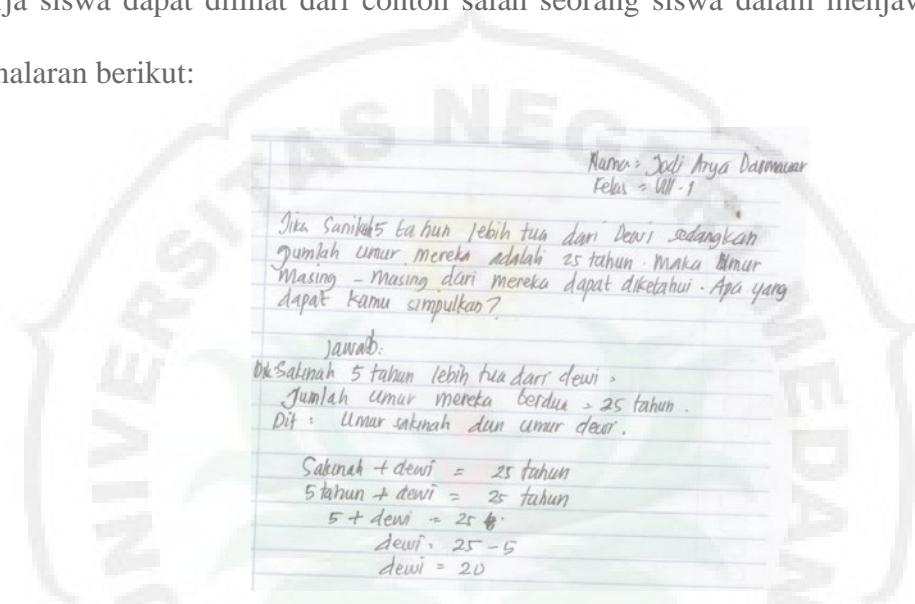 rja siswa dapat dilihat dari contoh salah seorang siswa dalam menjaw
nalaran berikut:
UNIVERSITAS NEGERI MEDAN
Nama : Jodi Arya
Kelas = VIII - 1
Jika 5 tahun lebih tua dari Dewi sedangkan
Jumlah umur mereka adalah 25 tahun. Maka Umur
Masing - Masing dari mereka dapat diketahui. Apa yang
dapat kamu simpulkan?
Jawab:
Dik Sakinah 5 tahun lebih tua dari dewi.
Jumlah umur mereka berdua = 25 tahun.
Dit : Umur sakinah dan umur dewi.
Sakinah + dewi = 25 tahun
5 tahun + dewi = 25 tahun
5 + dewi = 25
dewi = 25 - 5
dewi = 20